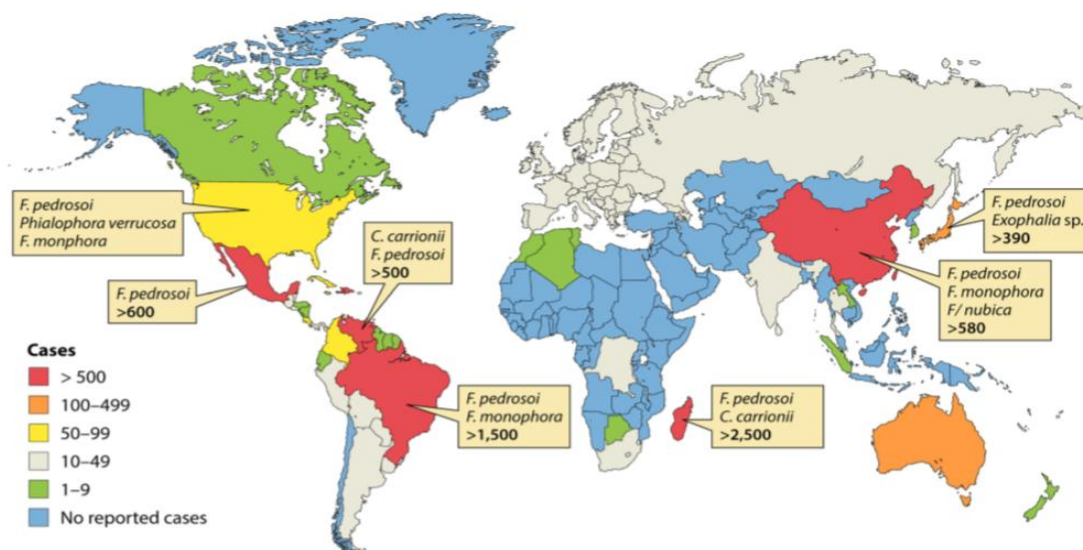 F. pedrosoi
Phialophora verrucosa
F. monphora
F. pedrosoi
>600
C. carrionii
F. pedrosoi
>500
F. pedrosoi
Exophalia sp.
>390
F. pedrosoi
F. monophora
F/ nubica
>580
F. pedrosoi
F. monophora
>1,500
F. pedrosoi
C. carrionii
>2,500
Cases
> 500
100–499
50–99
10–49
1–9
No reported cases